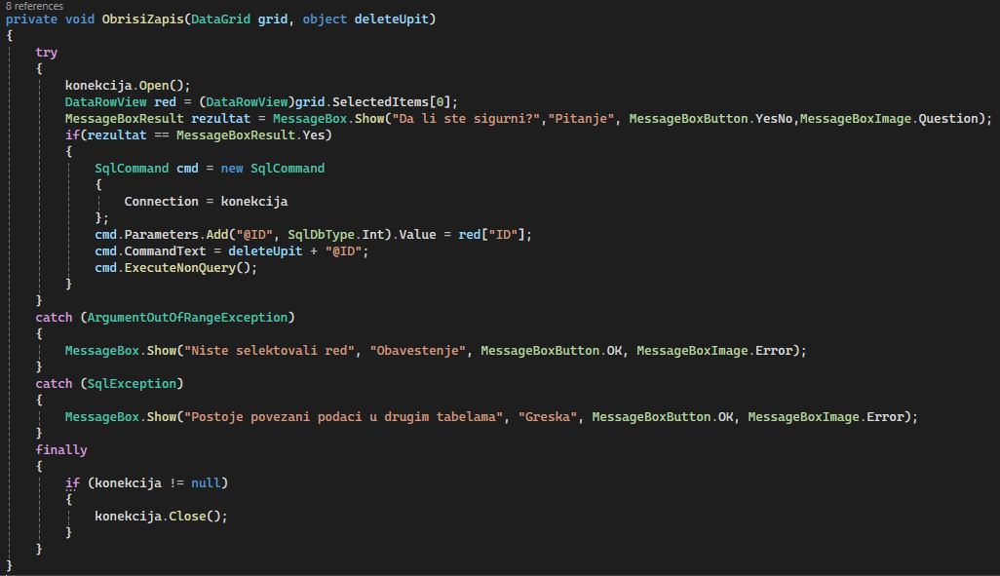 8 references
private void ObrisiZapis(DataGrid grid, object deleteUpit)
{
    try
    {
        konekcija.Open();
        DataRowView red = (DataRowView)grid.SelectedItems[0];
        MessageBoxResult rezultat = MessageBox.Show("Da li ste sigurni?","Pitanje", MessageBoxButton.YesNo,MessageBoxImage.Question);
        if(rezultat == MessageBoxResult.Yes)
        {
            SqlCommand cmd = new SqlCommand
            {
                Connection = konekcija
            };
            cmd.Parameters.Add("@ID", SqlDbType.Int).Value = red["ID"];
            cmd.CommandText = deleteUpit + "@ID";
            cmd.ExecuteNonQuery();
        }
    }
    catch (ArgumentOutOfRangeException)
    {
        MessageBox.Show("Niste selektovali red", "Obavestenje", MessageBoxButton.OK, MessageBoxImage.Error);
    }
    catch (SqlException)
    {
        MessageBox.Show("Postoje povezani podaci u drugim tabelama", "Greska", MessageBoxButton.OK, MessageBoxImage.Error);
    }
    finally
    {
        if (konekcija != null)
        {
            konekcija.Close();
        }
    }
}